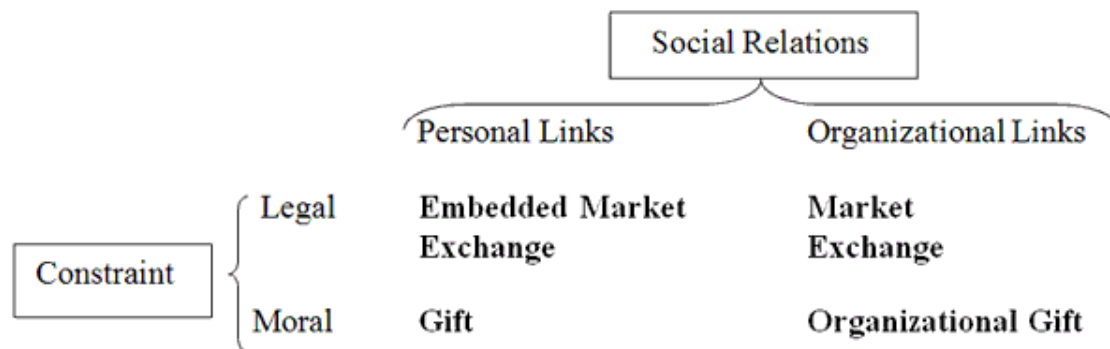 Social Relations
Personal Links Organizational Links
Legal Embedded Market Market
Exchange Exchange
Constraint
Moral Gift Organizational Gift